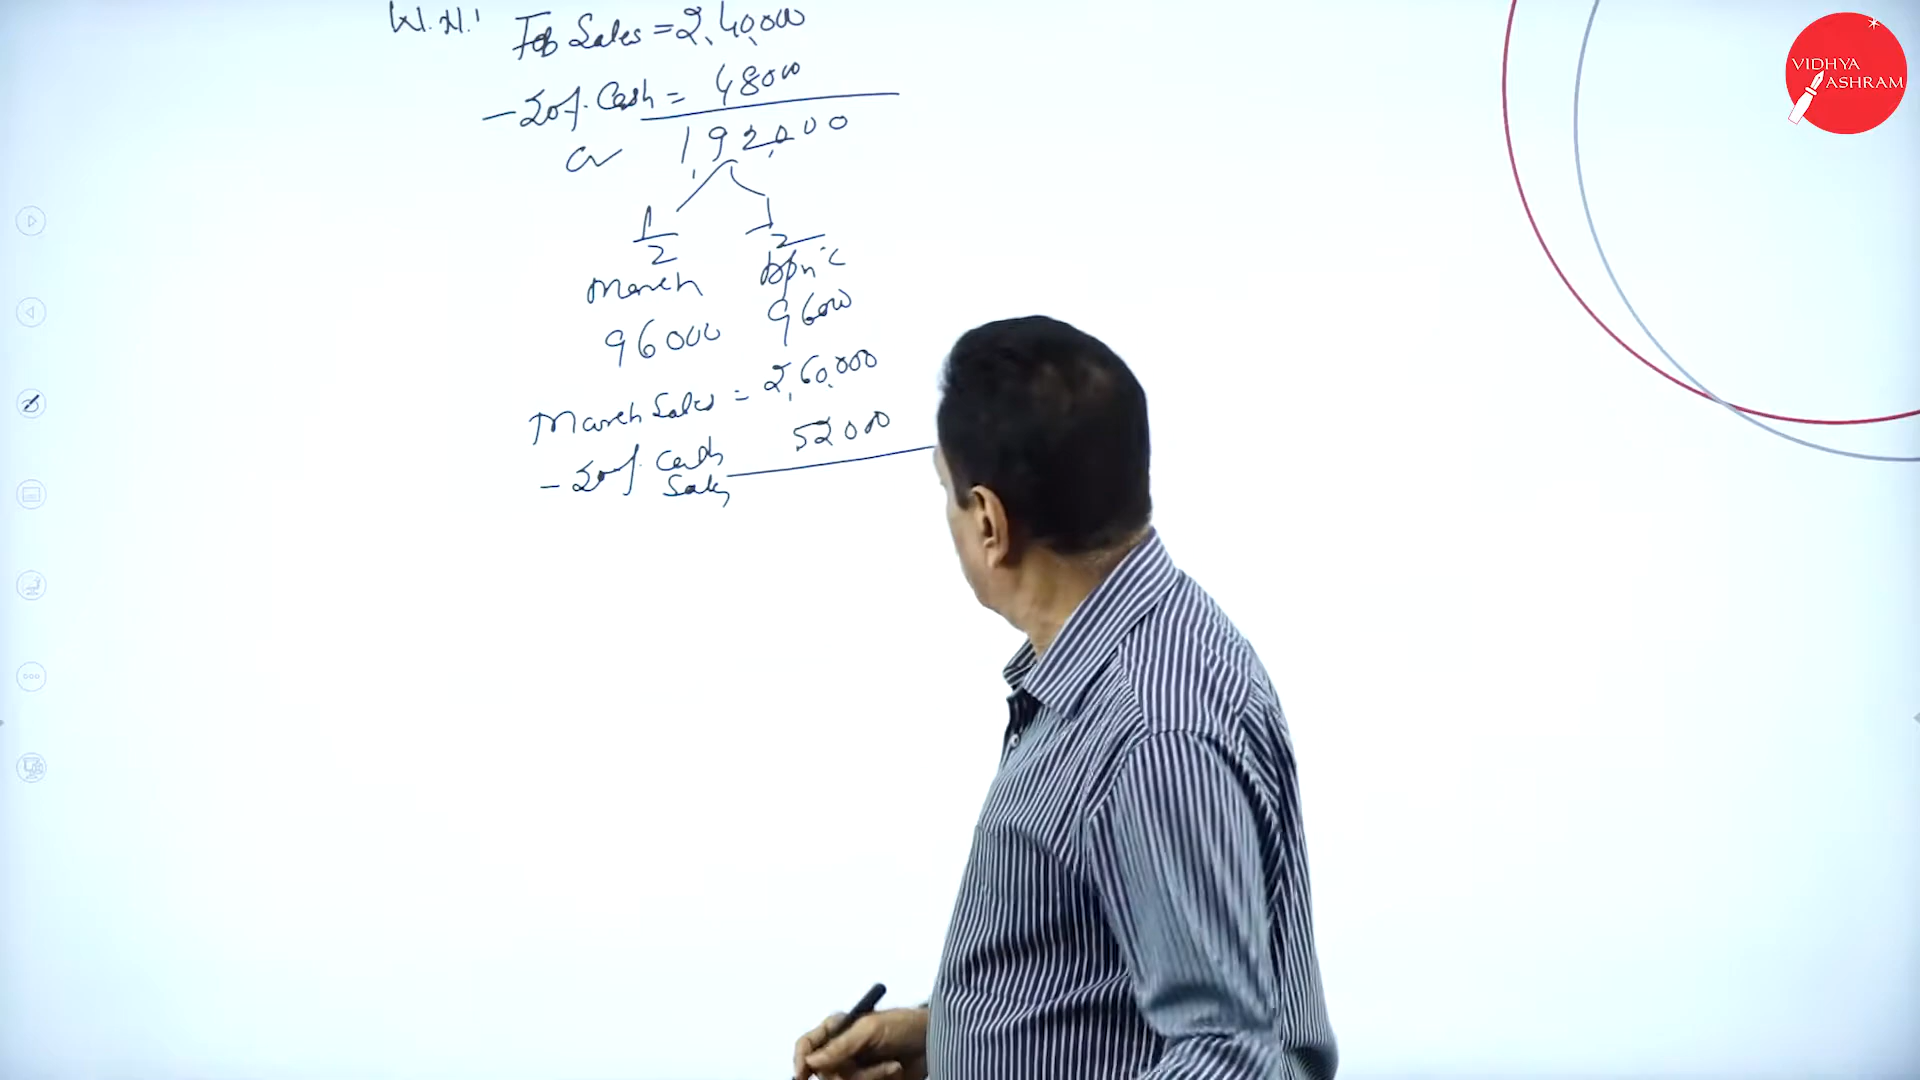 W.N.1 Feb Sales = 2,40,000
- 20% Cash = 48000
Cr 1,92,000
1/2 1/2
March April
96000 96000
March Sales = 2,60,000
- 20% Cash Sales 52000
VIDHYA
ASHRAM